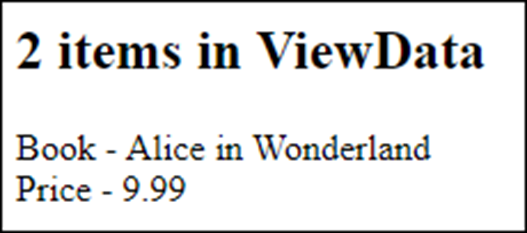 2 items in ViewData
Book - Alice in Wonderland
Price - 9.99